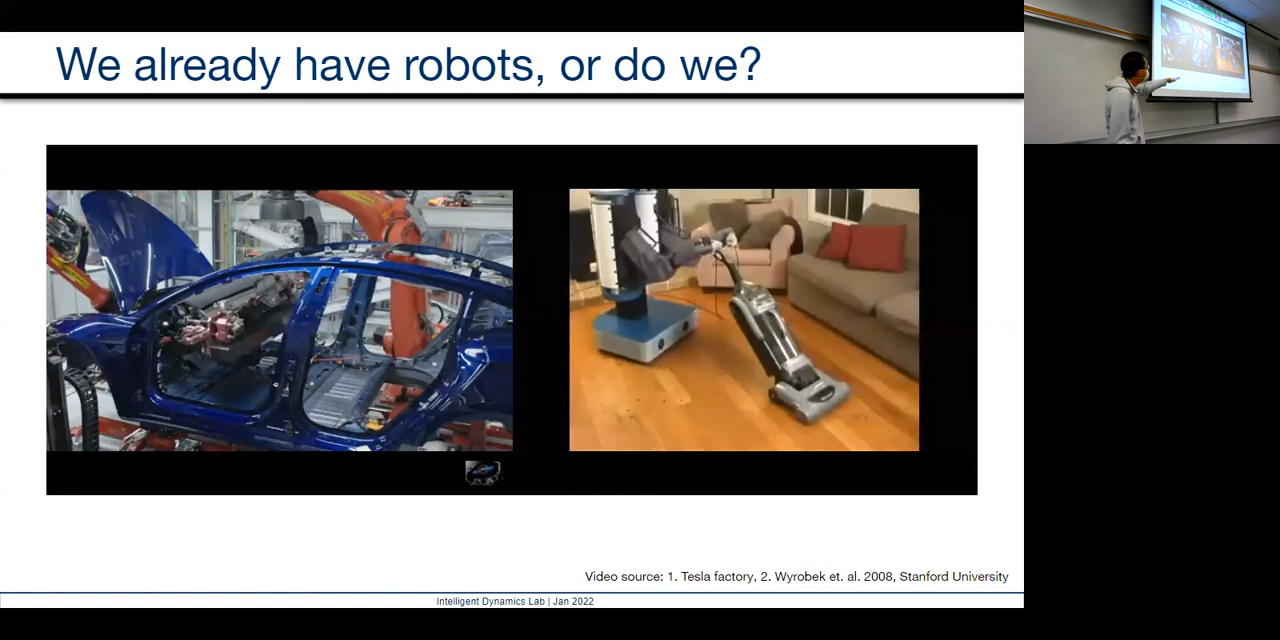 We already have robots, or do we?
Video source: 1. Tesla factory, 2. Wyrobek et. al. 2008, Stanford University
Intelligent Dynamics Lab | Jan 2022